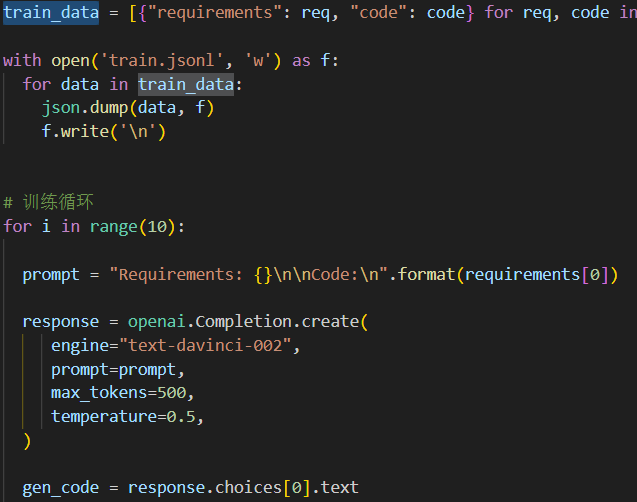 train_data = [{"requirements": req, "code": code} for req, code in
with open('train.jsonl', 'w') as f:
for data in train_data:
json.dump(data, f)
f.write('\n')
# 训练循环
for i in range(10):
prompt = "Requirements: {}\n\nCode:\n".format(requirements[0])
response = openai.Completion.create(
engine="text-davinci-002",
prompt=prompt,
max_tokens=500,
temperature=0.5,
)
gen_code = response.choices[0].text